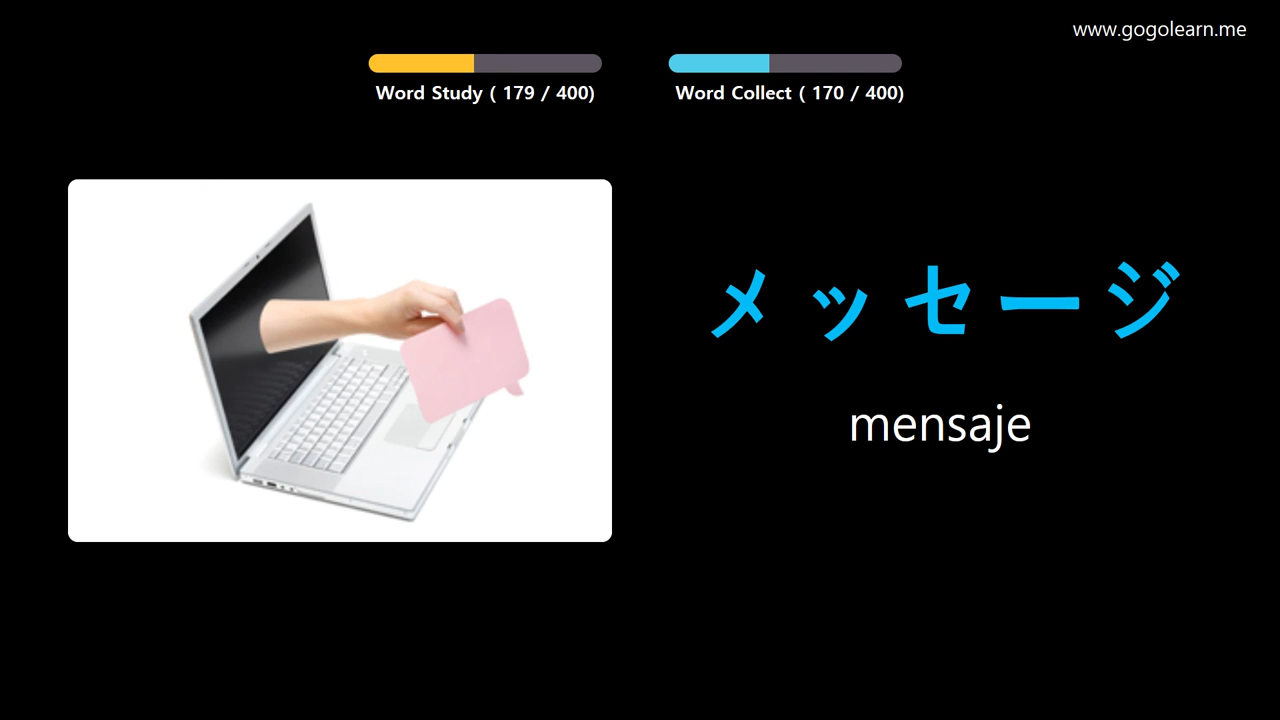 www.gogolearn.me
Word Study ( 179 / 400)
Word Collect ( 170 / 400)
メッセージ
mensaje